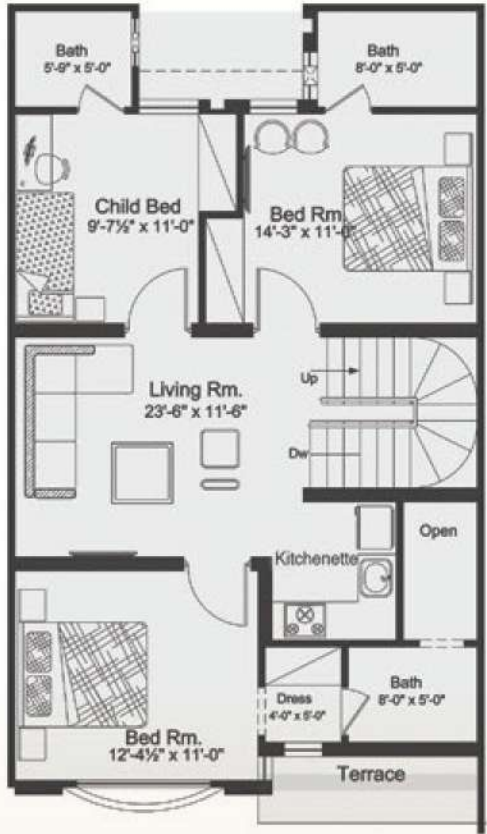 Bath
5'-9" x 5'-0"
Bath
8'-0" x 5'-0"
Child Bed
9'-7½" x 11'-0"
Bed Rm.
14'-3" x 11'-0"
Living Rm.
23'-6" x 11'-6"
Up
Dw
Kitchenette
Open
Bed Rm.
12'-4½" x 11'-0"
Dress
4'-0" x 5'-0"
Bath
8'-0" x 5'-0"
Terrace